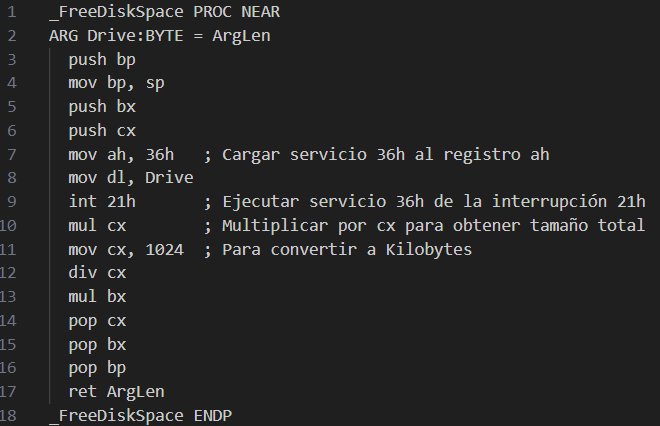 1 _FreeDiskSpace PROC NEAR
2 ARG Drive:BYTE = ArgLen
3 push bp
4 mov bp, sp
5 push bx
6 push cx
7 mov ah, 36h ; Cargar servicio 36h al registro ah
8 mov dl, Drive
9 int 21h ; Ejecutar servicio 36h de la interrupción 21h
10 mul cx ; Multiplicar por cx para obtener tamaño total
11 mov cx, 1024 ; Para convertir a Kilobytes
12 div cx
13 mul bx
14 pop cx
15 pop bx
16 pop bp
17 ret ArgLen
18 _FreeDiskSpace ENDP